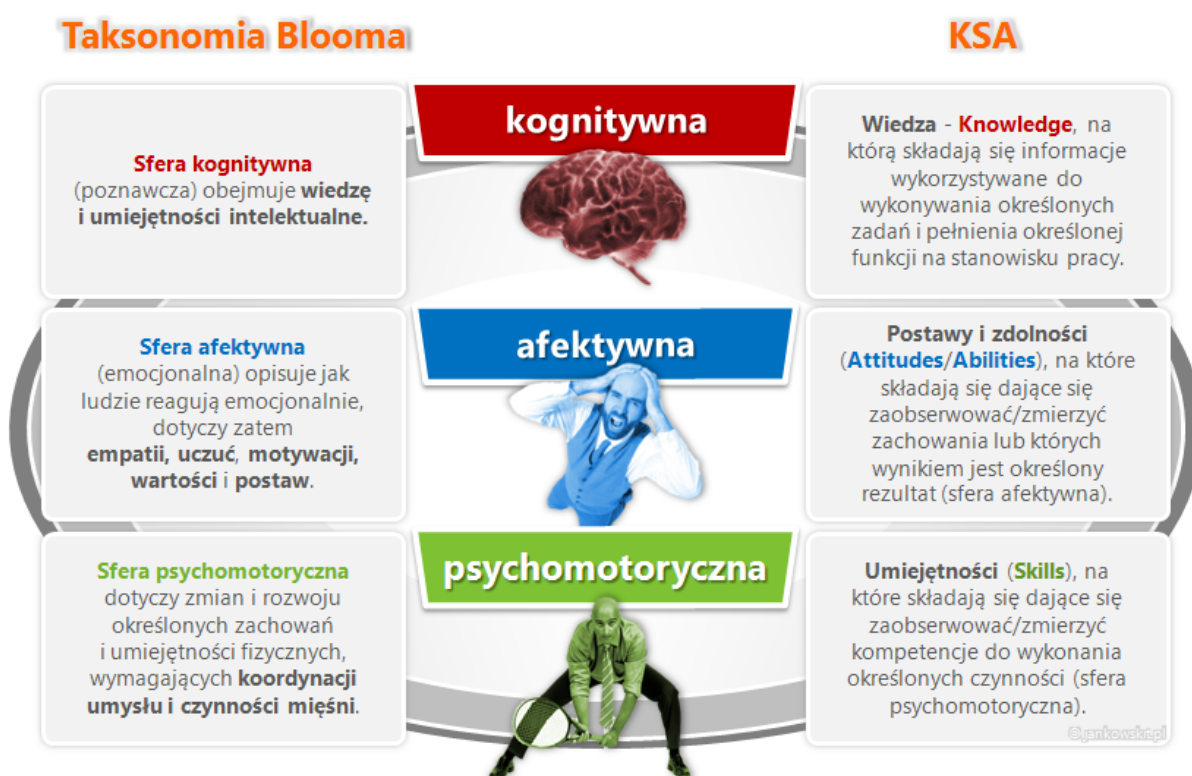 Taksonomia Blooma
KSA
kognitywna
Sfera kognitywna
(poznawcza) obejmuje wiedzę
i umiejętności intelektualne.
Wiedza - Knowledge, na
którą składają się informacje
wykorzystywane do
wykonywania określonych
zadań i pełnienia określonej
funkcji na stanowisku pracy.
afektywna
Sfera afektywna
(emocjonalna) opisuje jak
ludzie reagują emocjonalnie,
dotyczy zatem
empatii, uczuć, motywacji,
wartości i postaw.
Postawy i zdolności
(Attitudes/Abilities), na które
składają się dające się
zaobserwować/zmierzyć
zachowania lub których
wynikiem jest określony
rezultat (sfera afektywna).
psychomotoryczna
Sfera psychomotoryczna
dotyczy zmian i rozwoju
określonych zachowań
i umiejętności fizycznych,
wymagających koordynacji
umysłu i czynności mięśni.
Umiejętności (Skills), na
które składają się dające się
zaobserwować/zmierzyć
kompetencje do wykonania
określonych czynności (sfera
psychomotoryczna).
©jankowskit.pl